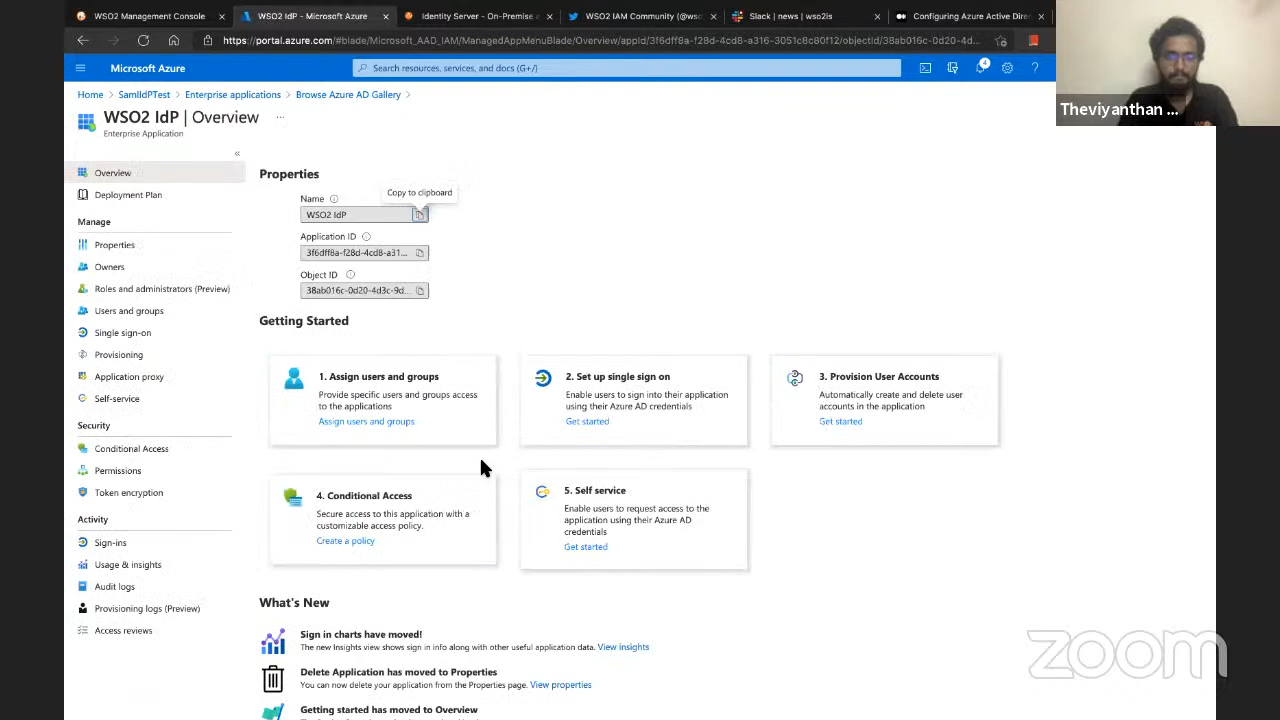 WSO2 Management Console
WSO2 IdP - Microsoft Azure
Identity Server - On-Premise a
WSO2 IAM Community (@wso
Slack | news | wso2is
Configuring Azure Active Dire
https://portal.azure.com/#blade/Microsoft_AAD_IAM/ManagedAppMenuBlade/Overview/appId/3f6dff8a-f28d-4cd8-a316-3051c8c80f12/objectId/38ab016c-0d20-4d...
Microsoft Azure
Search resources, services, and docs (G+/)
4
Home > SamlIdPTest > Enterprise applications > Browse Azure AD Gallery >
WSO2 IdP | Overview ...
Enterprise Application
Theviyanthan ...
«
Overview
Deployment Plan
Manage
Properties
Owners
Roles and administrators (Preview)
Users and groups
Single sign-on
Provisioning
Application proxy
Self-service
Security
Conditional Access
Permissions
Token encryption
Activity
Sign-ins
Usage & insights
Audit logs
Provisioning logs (Preview)
Access reviews
Properties
Copy to clipboard
Name
WSO2 IdP
Application ID
3f6dff8a-f28d-4cd8-a31...
Object ID
38ab016c-0d20-4d3c-9d...
Getting Started
1. Assign users and groups
Provide specific users and groups access
to the applications
Assign users and groups
2. Set up single sign on
Enable users to sign into their application
using their Azure AD credentials
Get started
3. Provision User Accounts
Automatically create and delete user
accounts in the application
Get started
4. Conditional Access
Secure access to this application with a
customizable access policy.
Create a policy
5. Self service
Enable users to request access to the
application using their Azure AD
credentials
Get started
What's New
Sign in charts have moved!
The new Insights view shows sign in info along with other useful application data. View insights
Delete Application has moved to Properties
You can now delete your application from the Properties page. View properties
Getting started has moved to Overview
zoom